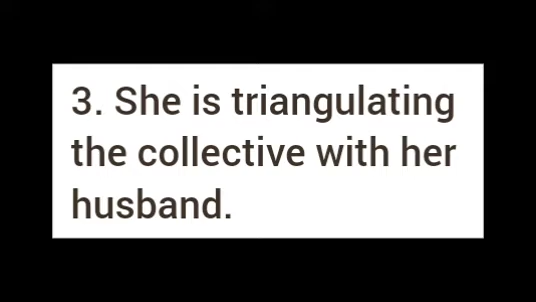 3. She is triangulating
the collective with her
husband.